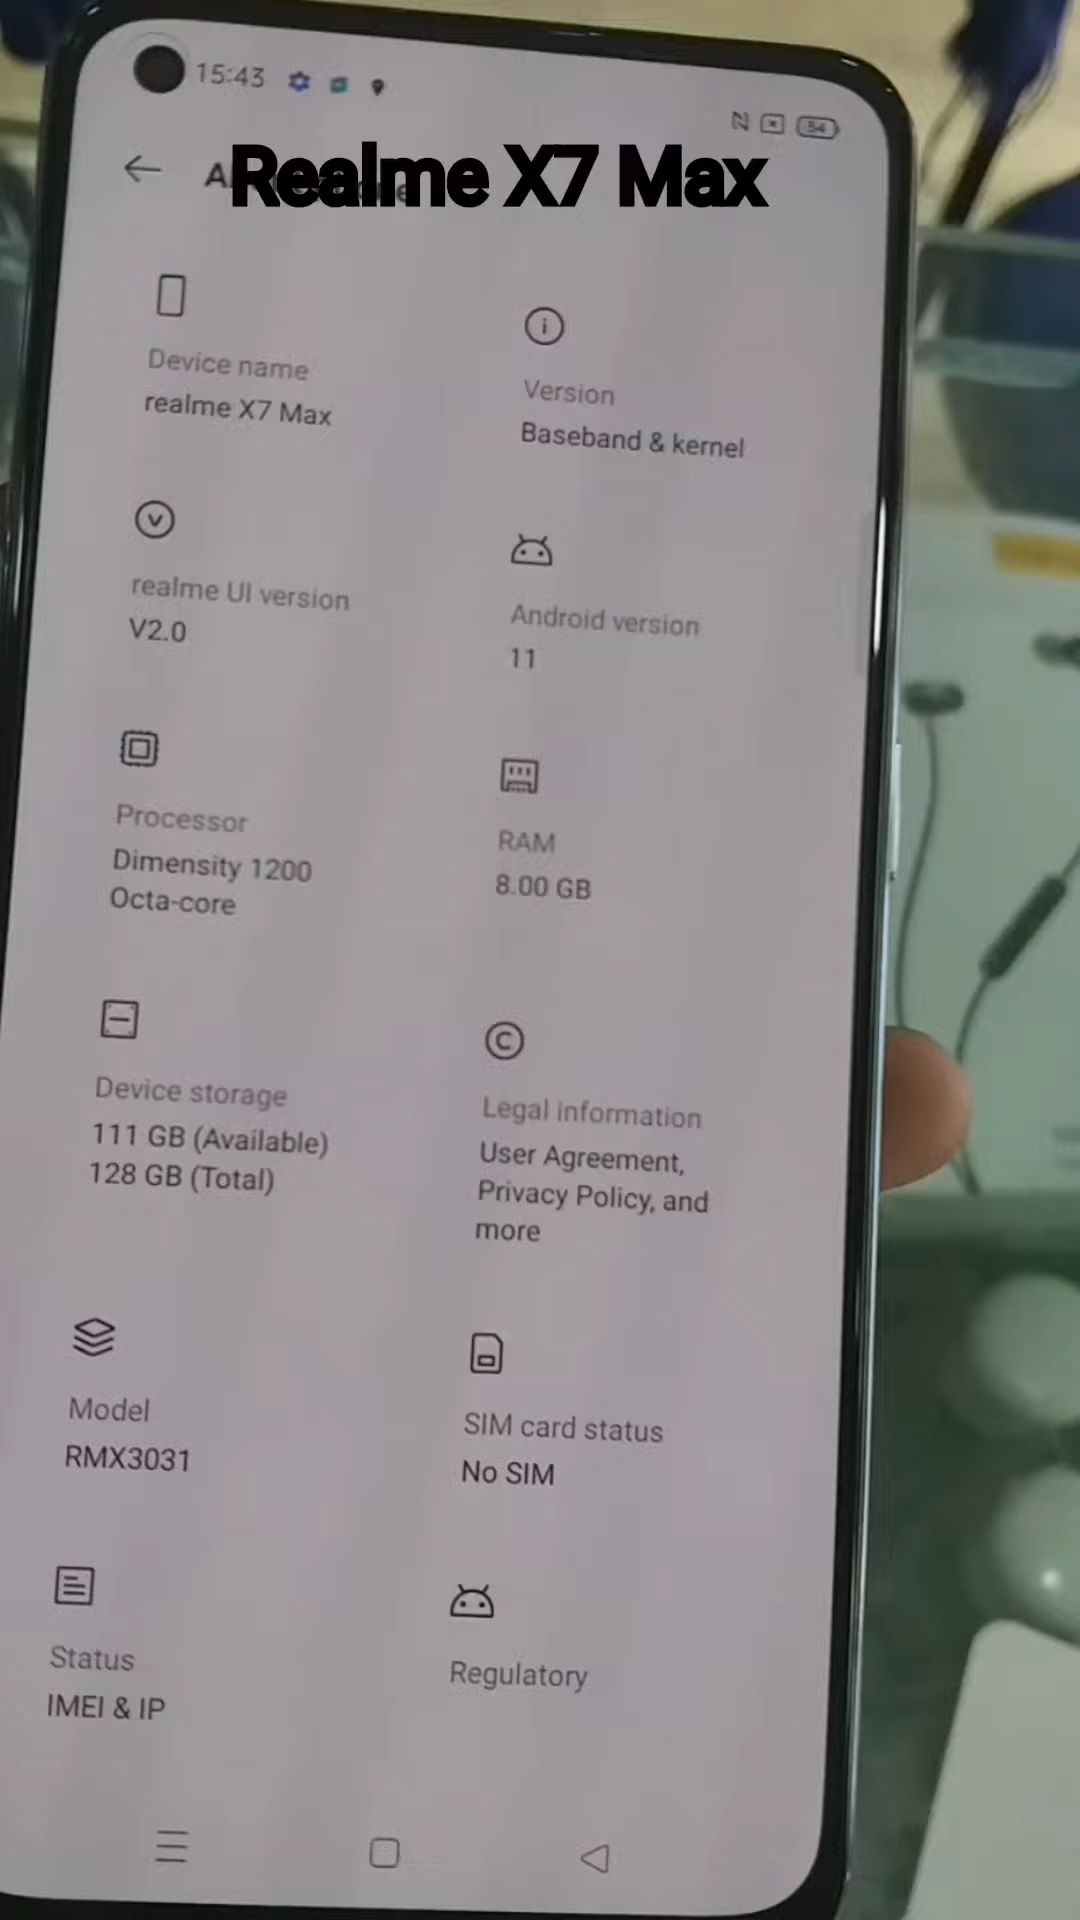 15:43
54
Realme X7 Max
Device name
realme X7 Max
Version
Baseband & kernel
realme UI version
V2.0
Android version
11
Processor
Dimensity 1200
Octa-core
RAM
8.00 GB
Device storage
111 GB (Available)
128 GB (Total)
Legal information
User Agreement,
Privacy Policy, and
more
Model
RMX3031
SIM card status
No SIM
Status
IMEI & IP
Regulatory